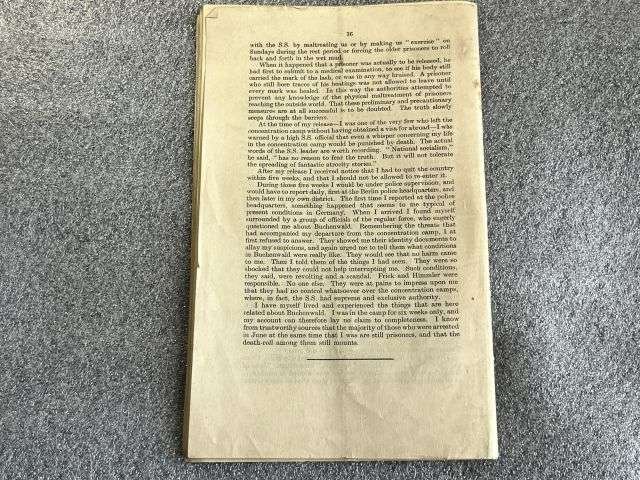 36
with the S.S. by maltreating us or by making us "exercise" on
Sundays during the rest period or forcing the older prisoners to roll
back and forth in the wet mud.
When it happened that a prisoner was actually to be released, he
had first to submit to a medical examination, to see if his body still
carried the mark of the lash, or was in any way bruised. A prisoner
who still bore traces of his beatings was not allowed to leave until
every mark was healed. In this way the authorities attempted to
prevent any knowledge of the physical maltreatment of prisoners
reaching the outside world. That these preliminary and precautionary
measures are at all successful is to be doubted. The truth slowly
seeps through the barriers.
At the time of my release—I was one of the very few who left the
concentration camp without having obtained a visa for abroad—I was
warned by a high S.S. official that even a whisper concerning my life
in the concentration camp would be punished by death. The actual
words of the S.S. leader are worth recording. "National socialism,"
he said, "has no reason to fear the truth. But it will not tolerate
the spreading of fantastic atrocity stories."
After my release I received notice that I had to quit the country
within five weeks, and that I should not be allowed to re-enter it.
During those five weeks I would be under police supervision, and
would have to report daily, first at the Berlin police headquarters, and
then later in my own district. The first time I reported at the police
headquarters, something happened that seems to me typical of
present conditions in Germany. When I arrived I found myself
surrounded by a group of officials of the regular force, who eagerly
questioned me about Buchenwald. Remembering the threats that
had accompanied my departure from the concentration camp, I at
first refused to answer. They showed me their identity documents to
allay my suspicions, and again urged me to tell them what conditions
in Buchenwald were really like. They would see that no harm came
to me. Then I told them of the things I had seen. They were so
shocked that they could not help interrupting me. Such conditions,
they said, were revolting and a scandal. Frick and Himmler were
responsible. No one else. They were at pains to impress upon me
that they had no control whatsoever over the concentration camps,
where, in fact, the S.S. had supreme and exclusive authority.
I have myself lived and experienced the things that are here
related about Buchenwald. I was in the camp for six weeks only, and
my account can therefore lay no claim to completeness. I know
from trustworthy sources that the majority of those who were arrested
in June at the same time that I was are still prisoners, and that the
death-roll among them still mounts.